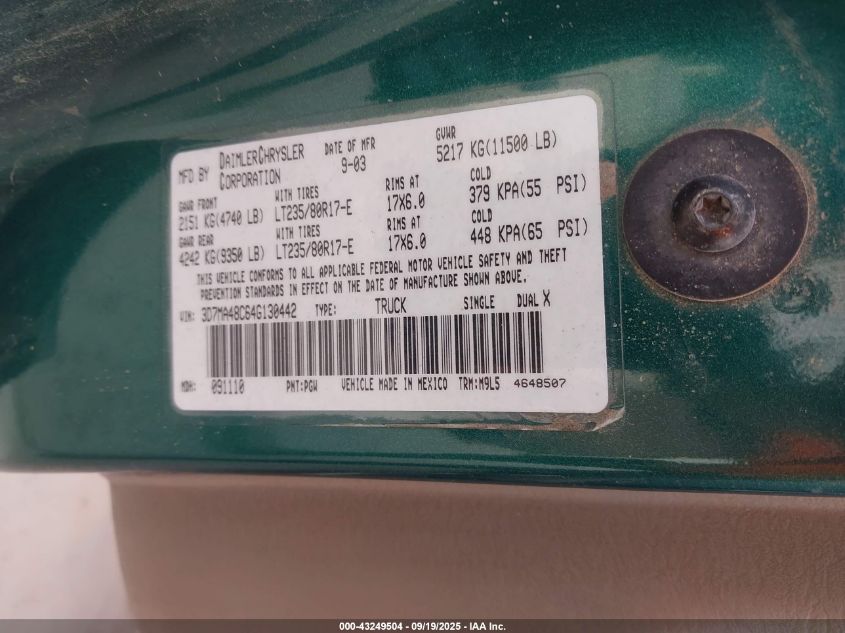 MFD BY DAIMLERCHRYSLER CORPORATION DATE OF MFR 9-03 GVWR 5217 KG(11500 LB)
GAWR FRONT WITH TIRES RIMS AT COLD
2151 KG(4740 LB) LT235/80R17-E 17X6.0 379 KPA(55 PSI)
GAWR REAR WITH TIRES RIMS AT COLD
4242 KG(9350 LB) LT235/80R17-E 17X6.0 448 KPA(65 PSI)
THIS VEHICLE CONFORMS TO ALL APPLICABLE FEDERAL MOTOR VEHICLE SAFETY AND THEFT
PREVENTION STANDARDS IN EFFECT ON THE DATE OF MANUFACTURE SHOWN ABOVE.
VIN: 3D7MA48C64G130442 TYPE: TRUCK SINGLE DUAL X
MDH: 091110 PNT:PGW VEHICLE MADE IN MEXICO TRM:M9L5 4648507
000-43249504 - 09/19/2025 - IAA Inc.